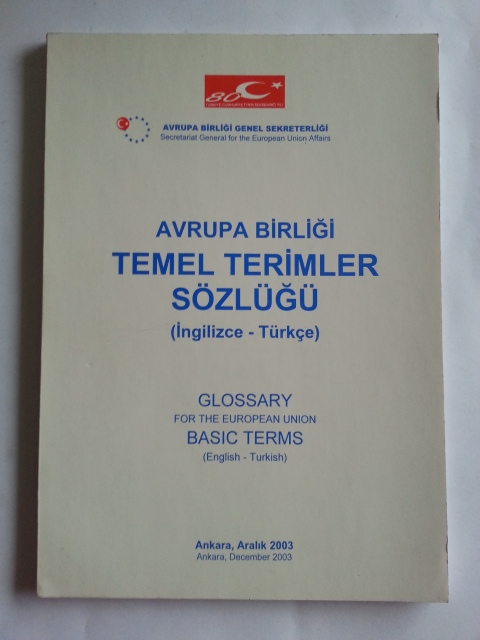 80
AVRUPA BİRLİĞİ GENEL SEKRETERLİĞİ
Secretariat General for the European Union Affairs
AVRUPA BİRLİĞİ
TEMEL TERİMLER
SÖZLÜĞÜ
(İngilizce - Türkçe)
GLOSSARY
FOR THE EUROPEAN UNION
BASIC TERMS
(English - Turkish)
Ankara, Aralık 2003
Ankara, December 2003